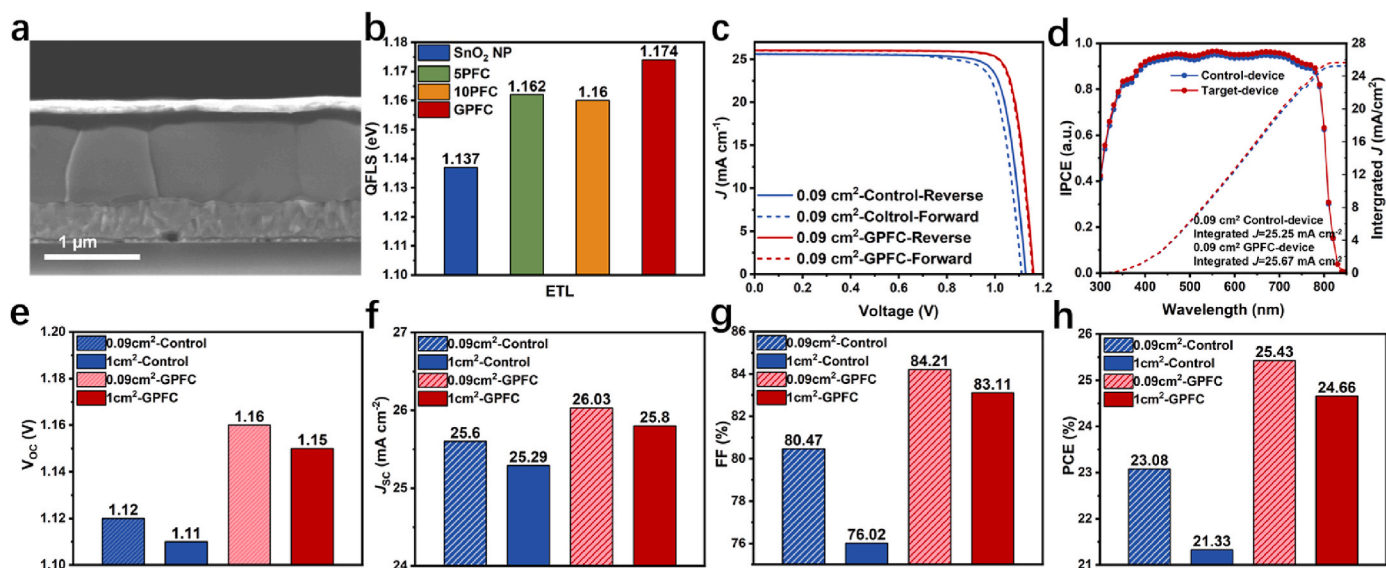 a
1 µm
b
SnO2 NP
5PFC
10PFC
GPFC
1.18
1.17
1.16
1.15
1.14
1.13
1.12
1.11
1.10
QFLS (eV)
1.137
1.162
1.16
1.174
ETL
c
30
25
20
15
10
5
0
J (mA cm-1)
0.09 cm2-Control-Reverse
0.09 cm2-Coltrol-Forward
0.09 cm2-GPFC-Reverse
0.09 cm2-GPFC-Forward
0.0 0.2 0.4 0.6 0.8 1.0 1.2
Voltage (V)
d
1.0
0.8
0.6
0.4
0.2
0.0
IPCE (a.u.)
Control-device
Target-device
0.09 cm2 Control-device
Integrated J=25.25 mA cm-2
0.09 cm2 GPFC-device
Integrated J=25.67 mA cm-2
28
24
20
16
12
8
4
0
Intergrated J (mA/cm2)
300 400 500 600 700 800
Wavelength (nm)
e
1.20
1.18
1.16
1.14
1.12
1.10
VOC (V)
0.09cm2-Control
1cm2-Control
0.09cm2-GPFC
1cm2-GPFC
1.12
1.11
1.16
1.15
f
27
26
25
24
JSC (mA cm-2)
0.09cm2-Control
1cm2-Control
0.09cm2-GPFC
1cm2-GPFC
25.6
25.29
26.03
25.8
g
86
84
82
80
78
76
FF (%)
0.09cm2-Control
1cm2-Control
0.09cm2-GPFC
1cm2-GPFC
80.47
76.02
84.21
83.11
h
26
25
24
23
22
21
PCE (%)
0.09cm2-Control
1cm2-Control
0.09cm2-GPFC
1cm2-GPFC
23.08
21.33
25.43
24.66